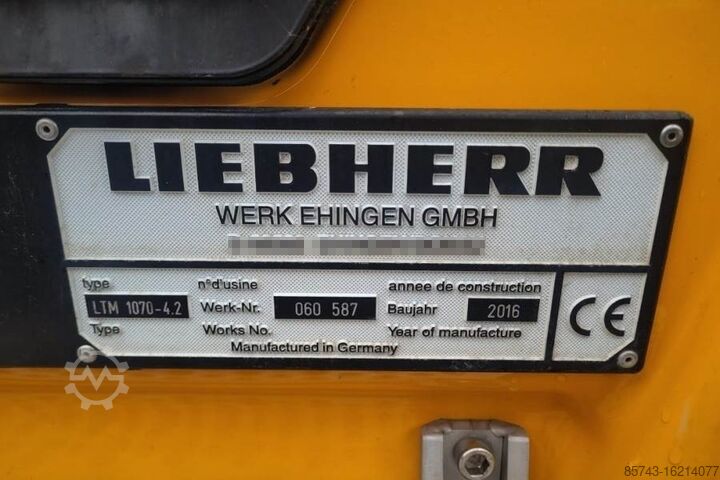 LIEBHERR
WERK EHINGEN GMBH
type n°d'usine annee de construction
LTM 1070-4.2 Werk-Nr. 060 587 Baujahr 2016 CE
Type Works No. Year of manufacture
Manufactured in Germany
85743-16214077